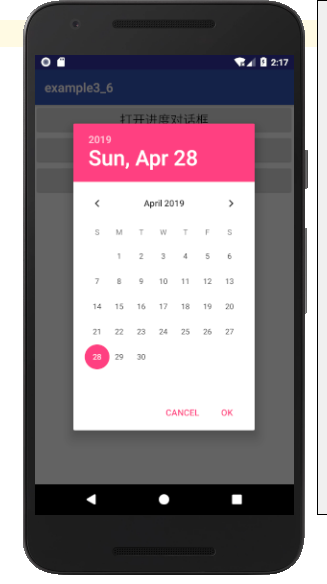 2:17
example3_6
打开进度对话框
2019
Sun, Apr 28
April 2019
S M T W T F S
1 2 3 4 5 6
7 8 9 10 11 12 13
14 15 16 17 18 19 20
21 22 23 24 25 26 27
28 29 30
CANCEL OK